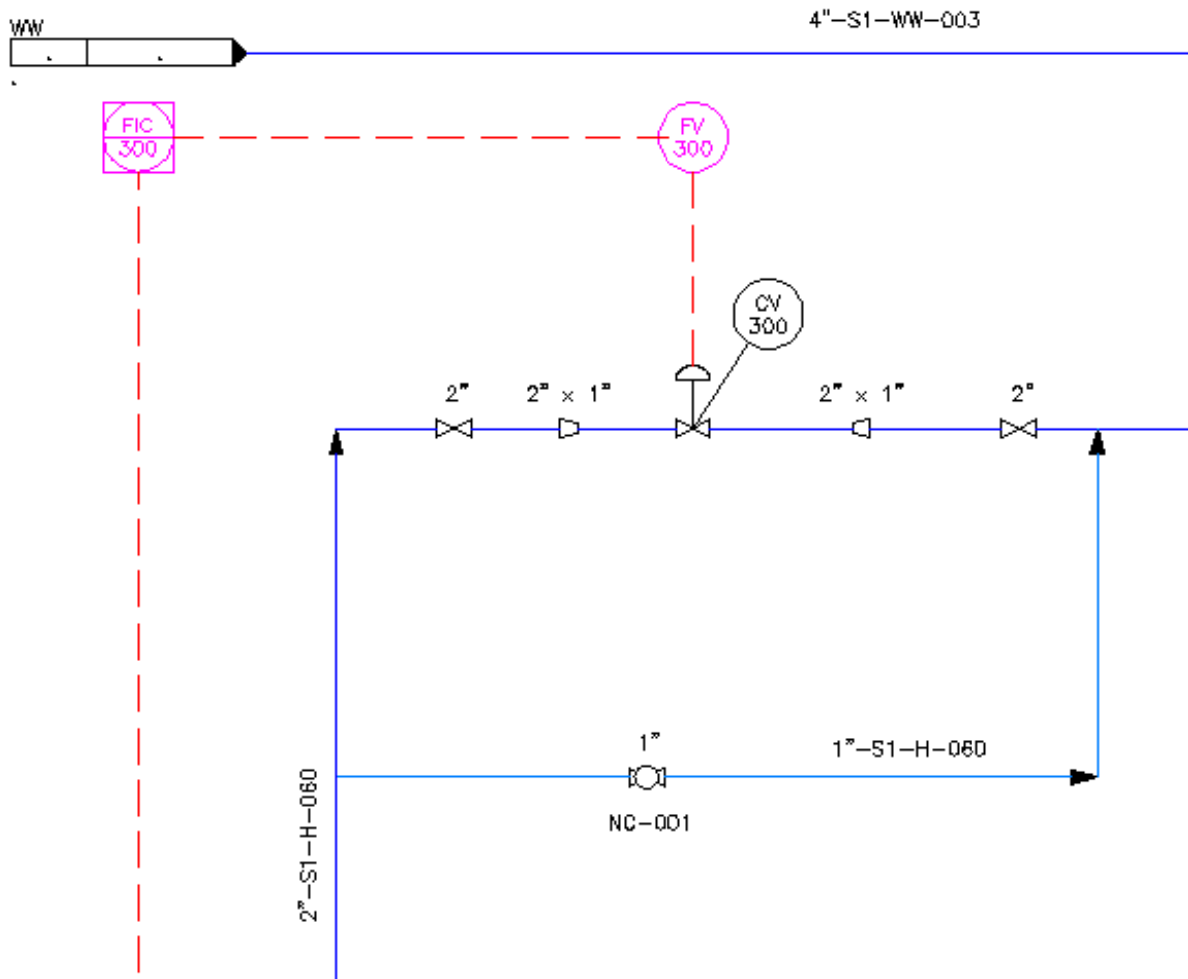 WW
4"-S1-WW-003
FIC
300
FV
300
CV
300
2"
2" x 1"
2" x 1"
2"
1"
1"-S1-H-060
NC-001
2"-S1-H-060